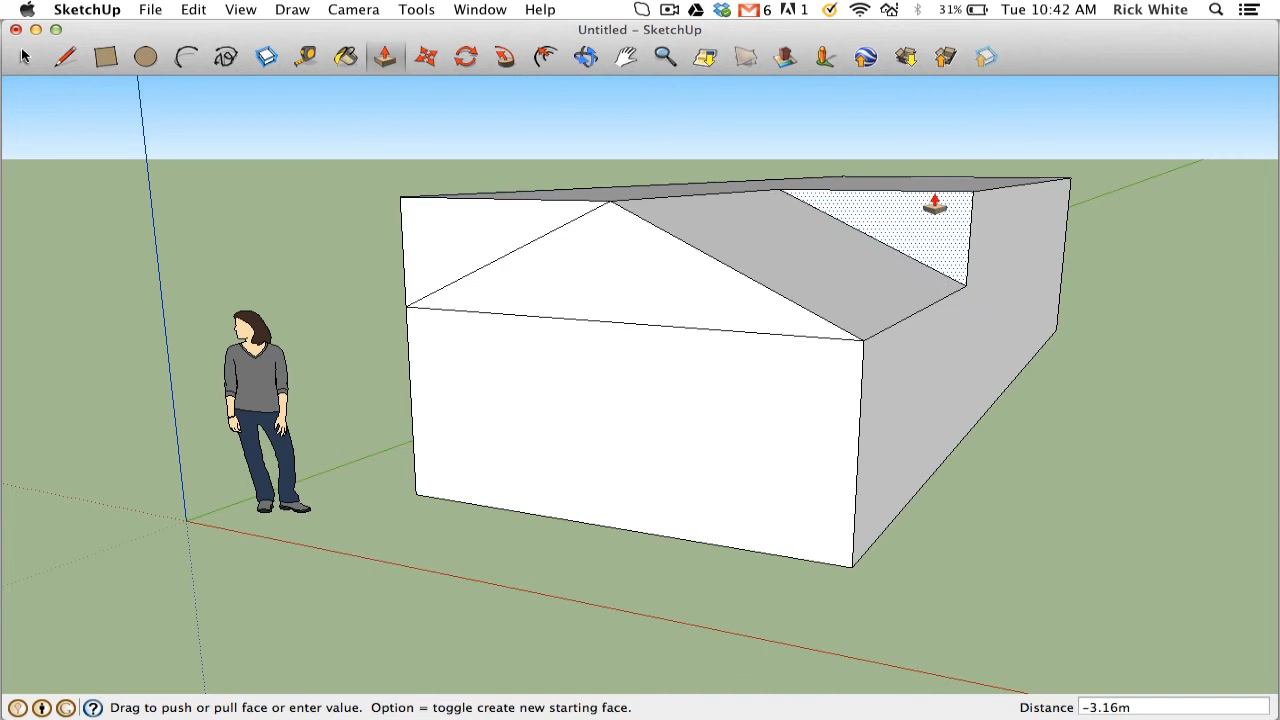 SketchUp File Edit View Draw Camera Tools Window Help 6 1 31% Tue 10:42 AM Rick White
Untitled – SketchUp
Drag to push or pull face or enter value. Option = toggle create new starting face. Distance -3.16m